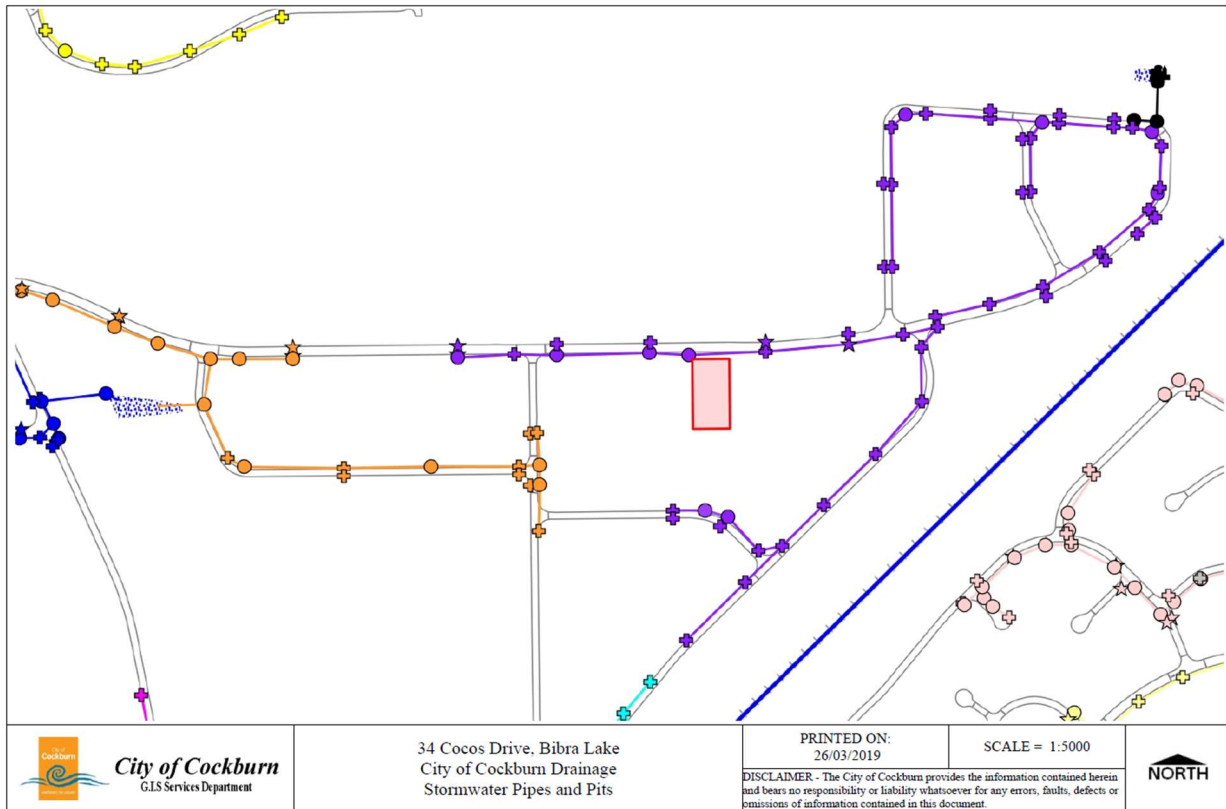 City of
Cockburn
City of Cockburn
G.I.S Services Department
34 Cocos Drive, Bibra Lake
City of Cockburn Drainage
Stormwater Pipes and Pits
PRINTED ON:
26/03/2019
SCALE = 1:5000
DISCLAIMER - The City of Cockburn provides the information contained herein
and bears no responsibility or liability whatsoever for any errors, faults, defects or
omissions of information contained in this document.
NORTH